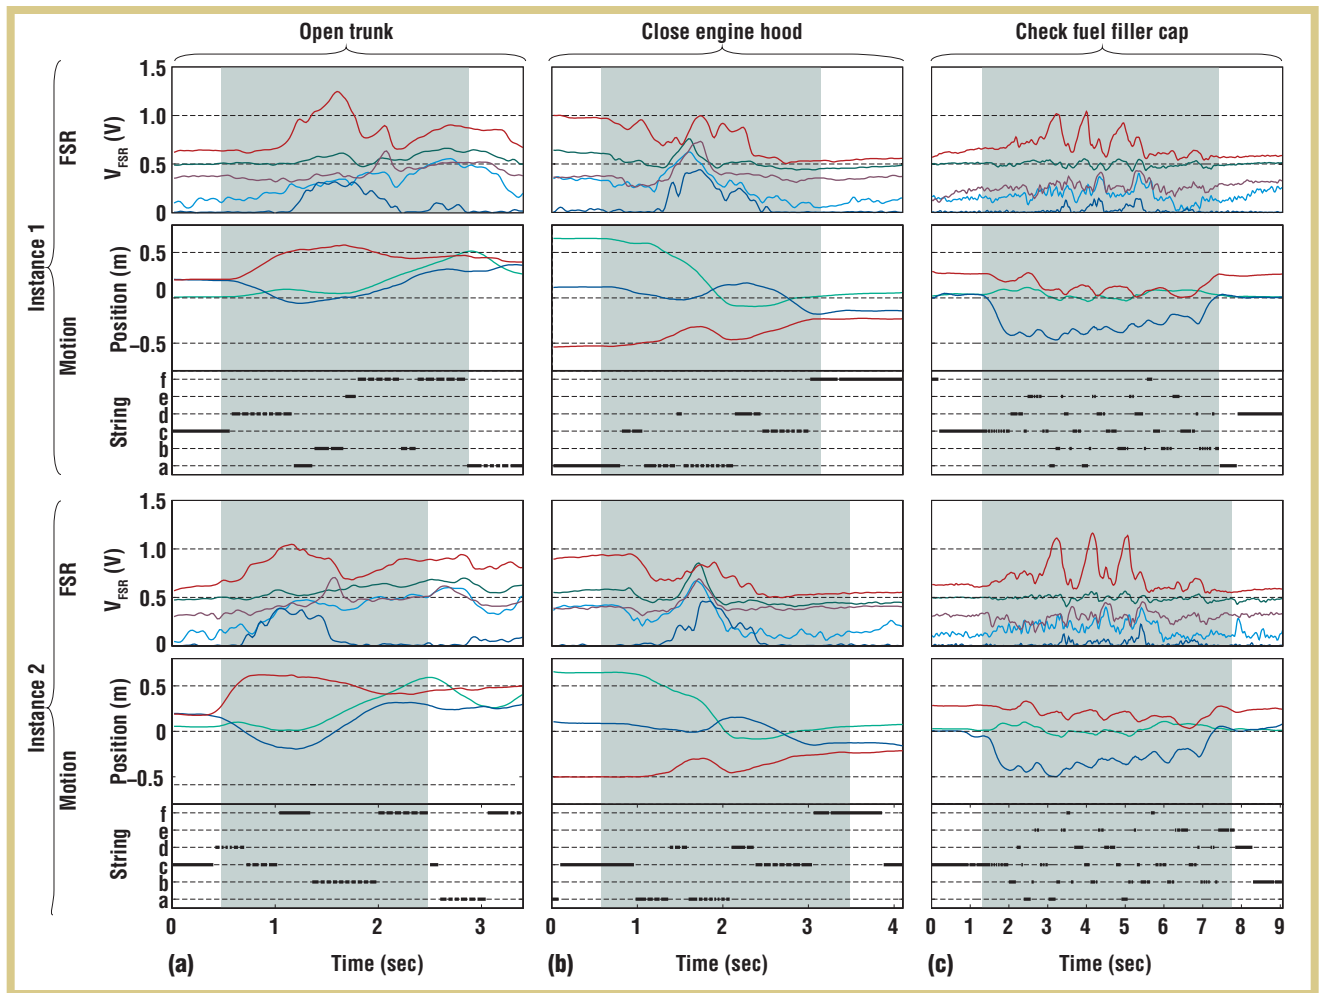 Open trunk Close engine hood Check fuel filler cap
Instance 1
FSR
V_FSR (V)
1.5
1.0
0.5
0
Motion
Position (m)
0.5
0
−0.5
String
f
e
d
c
b
a
Instance 2
FSR
V_FSR (V)
1.5
1.0
0.5
0
Motion
Position (m)
0.5
0
−0.5
String
f
e
d
c
b
a
0 1 2 3 0 1 2 3 4 0 1 2 3 4 5 6 7 8 9
(a) Time (sec) (b) Time (sec) (c) Time (sec)